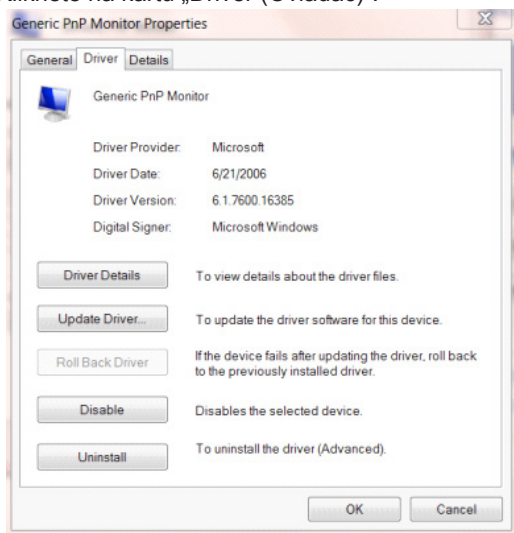 Generic PnP Monitor Properties
General Driver Details
Generic PnP Monitor
Driver Provider: Microsoft
Driver Date: 6/21/2006
Driver Version: 6.1.7600.16385
Digital Signer: Microsoft Windows
Driver Details To view details about the driver files.
Update Driver... To update the driver software for this device.
Roll Back Driver If the device fails after updating the driver, roll back
to the previously installed driver.
Disable Disables the selected device.
Uninstall To uninstall the driver (Advanced).
OK Cancel